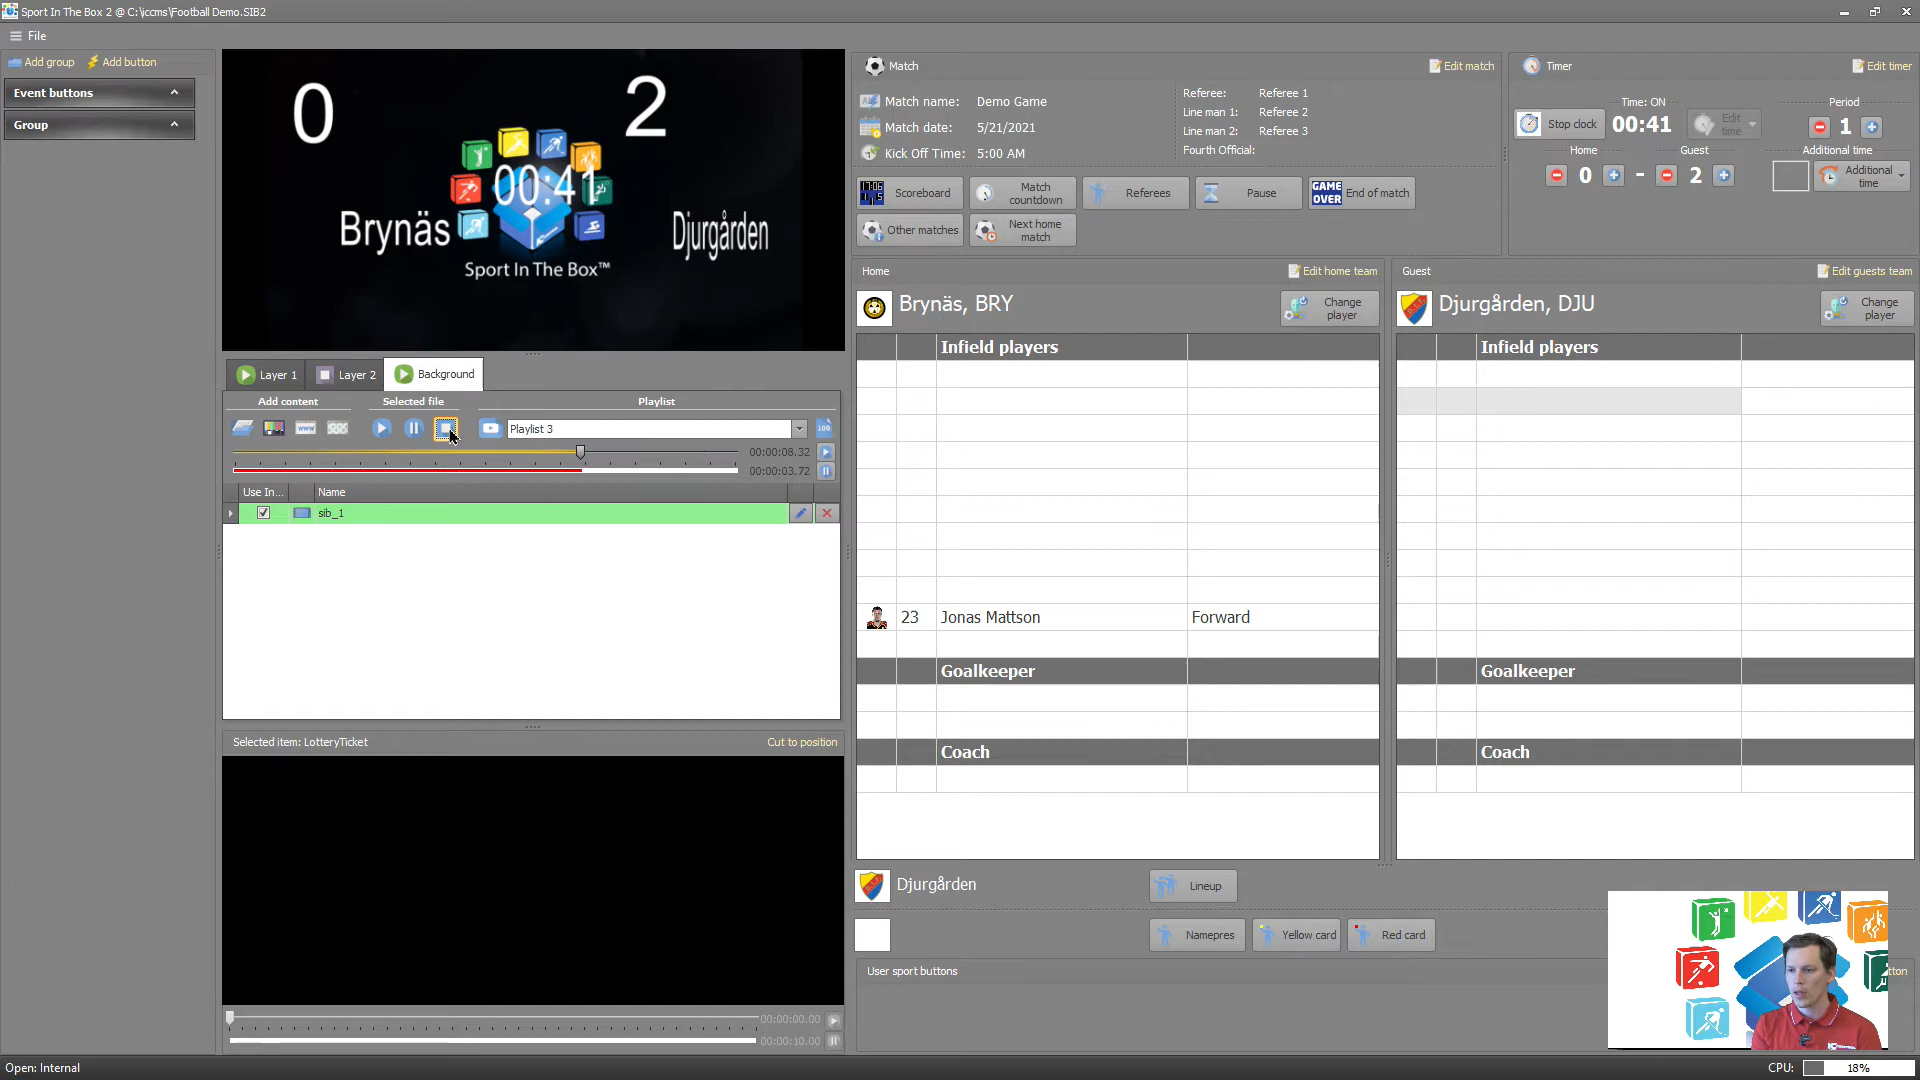 Sport In The Box 2 @ C:\iccms\Football Demo.SIB2
File
Add group
Add button
Event buttons
Group
0
2
00:41
Brynäs
Djurgården
Sport In The Box™
Layer 1
Layer 2
Background
Add content
Selected file
Playlist
www
Playlist 3
LOG
00:00:08.32
00:00:03.72
Use In...
Name
sib_1
Selected item: LotteryTicket
Cut to position
00:00:00.00
00:00:10.00
Match
Edit match
Match name: Demo Game
Match date: 5/21/2021
Kick Off Time: 5:00 AM
Referee: Referee 1
Line man 1: Referee 2
Line man 2: Referee 3
Fourth Official:
Scoreboard
Match countdown
Referees
Pause
GAME OVER
End of match
Other matches
Next home match
Timer
Edit timer
Time: ON
Period
Stop clock
00:41
Edit time
1
Home
Guest
Additional time
0 - 2
Additional time
Home
Edit home team
Brynäs, BRY
Change player
Infield players
23 Jonas Mattson Forward
Goalkeeper
Coach
Guest
Edit guests team
Djurgården, DJU
Change player
Infield players
Goalkeeper
Coach
Djurgården
Lineup
Namepres
Yellow card
Red card
User sport buttons
tton
Open: Internal
CPU: 18%